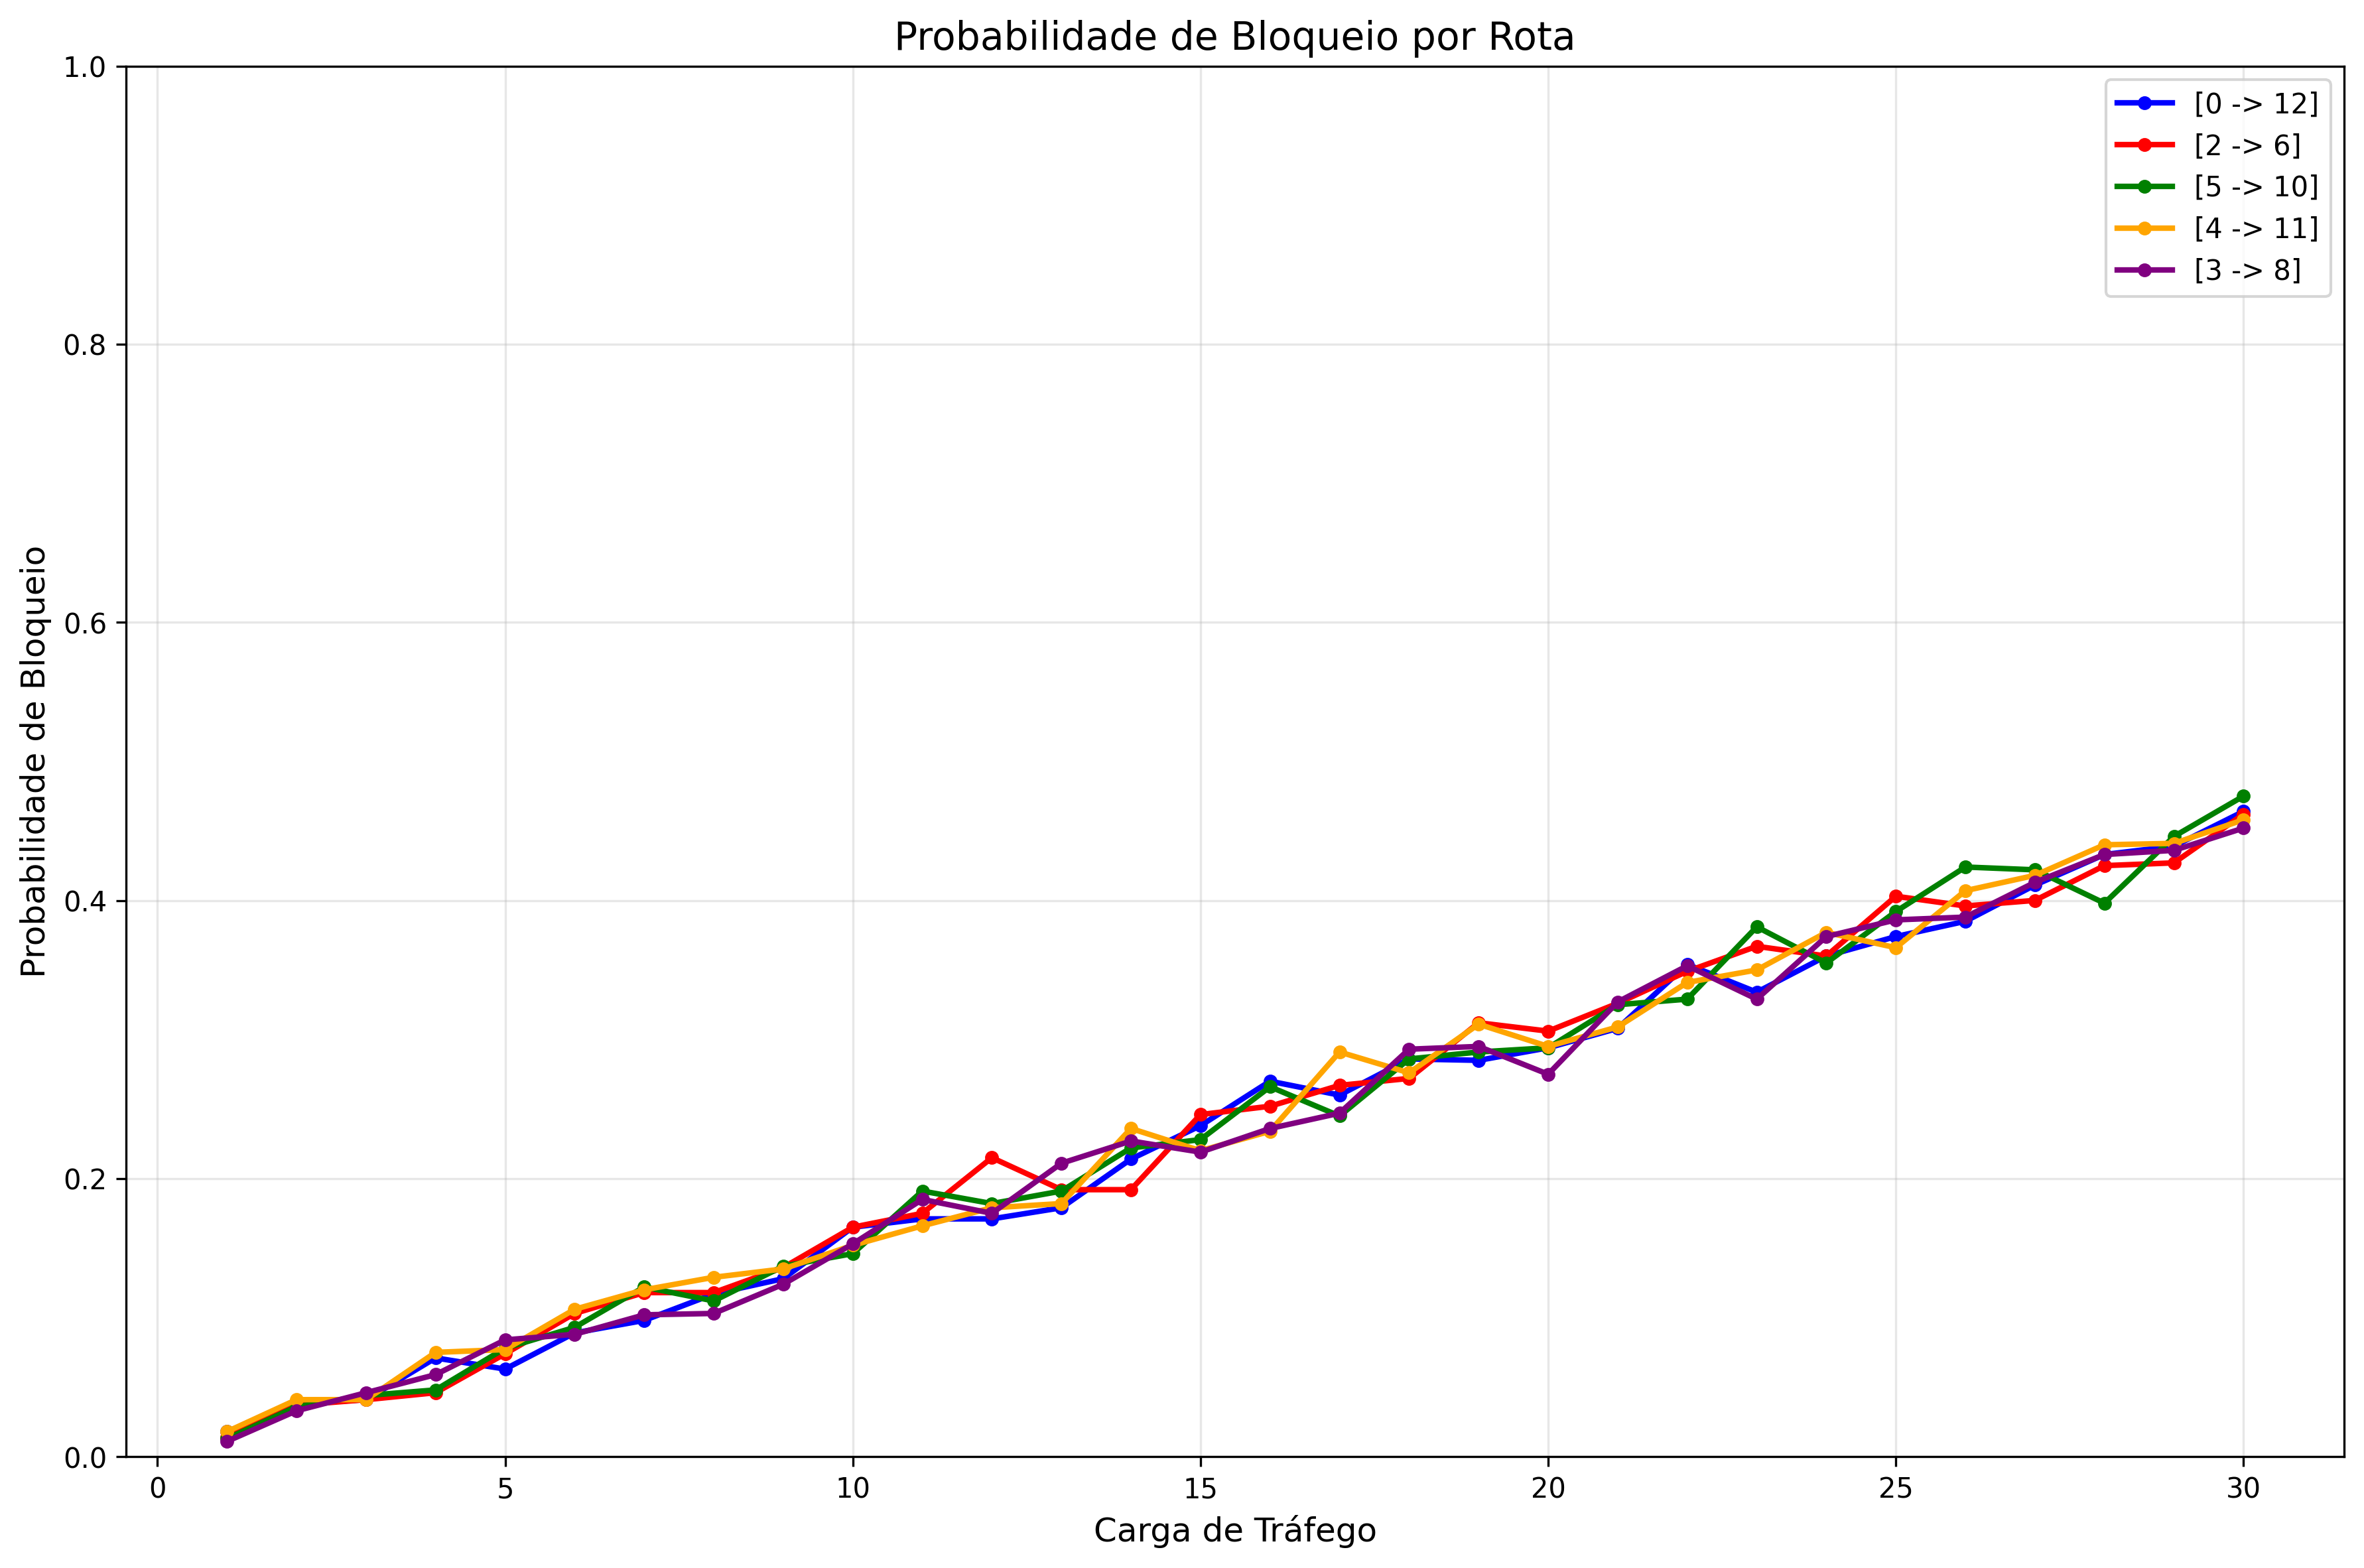 Probabilidade de Bloqueio por Rota
1.0
0.8
0.6
0.4
0.2
0.0
Probabilidade de Bloqueio
[0 -> 12]
[2 -> 6]
[5 -> 10]
[4 -> 11]
[3 -> 8]
0 5 10 15 20 25 30
Carga de Tráfego